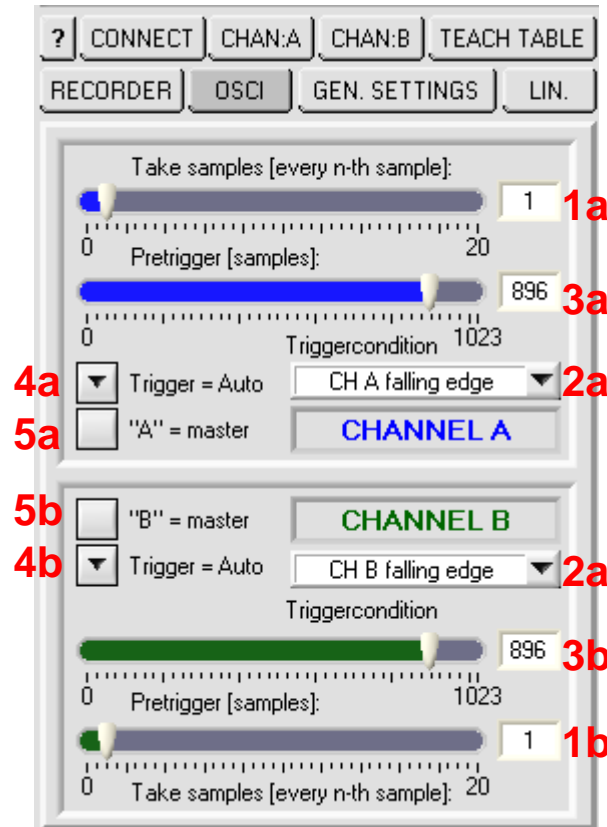 ? CONNECT CHAN:A CHAN:B TEACH TABLE
RECORDER OSCI GEN. SETTINGS LIN.
Take samples [every n-th sample]:
1 1a
0 20
Pretrigger [samples]:
896 3a
0 1023
Triggercondition
4a Trigger = Auto CH A falling edge 2a
5a "A" = master CHANNEL A
5b "B" = master CHANNEL B
4b Trigger = Auto CH B falling edge 2a
Triggercondition
896 3b
0 1023
Pretrigger [samples]:
1 1b
0 20
Take samples [every n-th sample]: